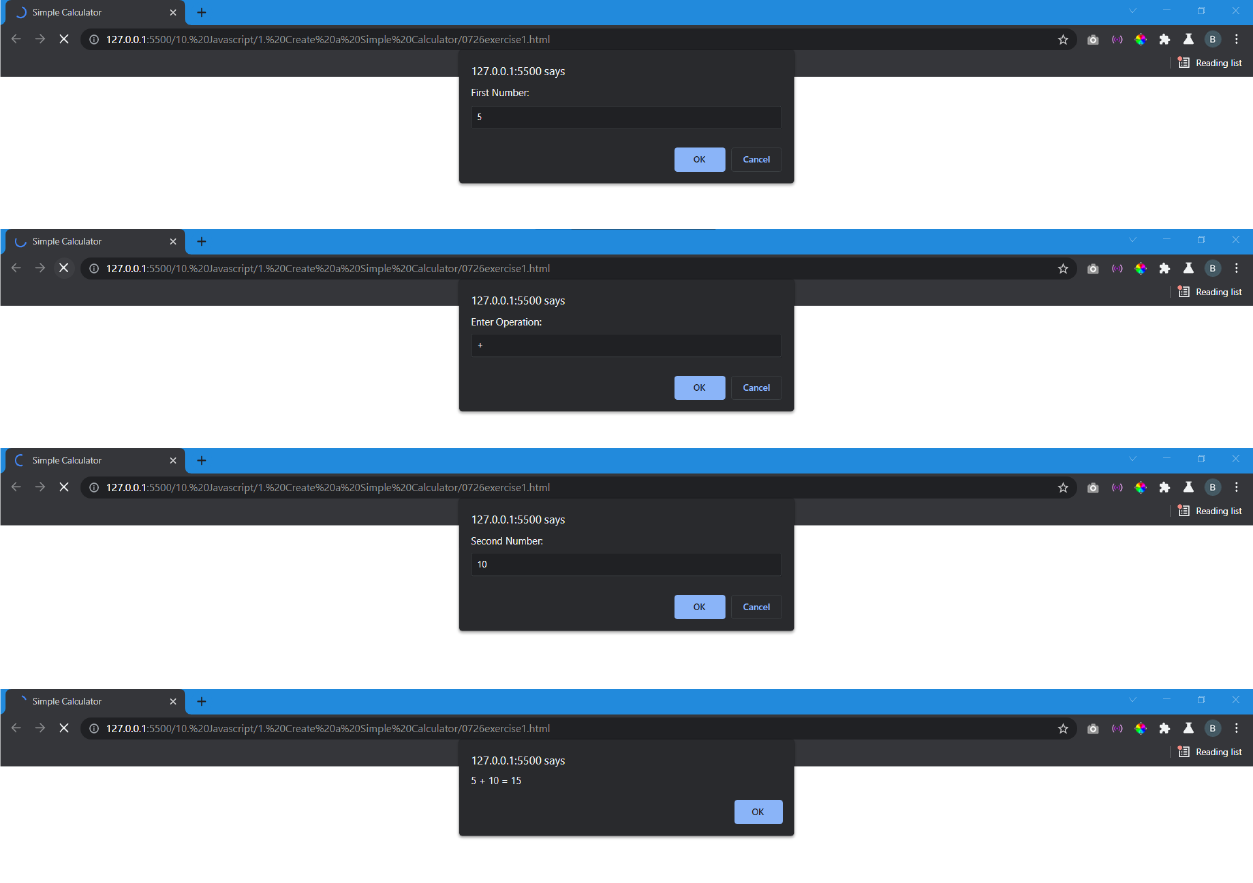 Simple Calculator
127.0.0.1:5500/10.%20Javascript/1.%20Create%20a%20Simple%20Calculator/0726exercise1.html
B
Reading list
127.0.0.1:5500 says
First Number:
5
OK Cancel
Simple Calculator
127.0.0.1:5500/10.%20Javascript/1.%20Create%20a%20Simple%20Calculator/0726exercise1.html
B
Reading list
127.0.0.1:5500 says
Enter Operation:
+
OK Cancel
Simple Calculator
127.0.0.1:5500/10.%20Javascript/1.%20Create%20a%20Simple%20Calculator/0726exercise1.html
B
Reading list
127.0.0.1:5500 says
Second Number:
10
OK Cancel
Simple Calculator
127.0.0.1:5500/10.%20Javascript/1.%20Create%20a%20Simple%20Calculator/0726exercise1.html
B
Reading list
127.0.0.1:5500 says
5 + 10 = 15
OK